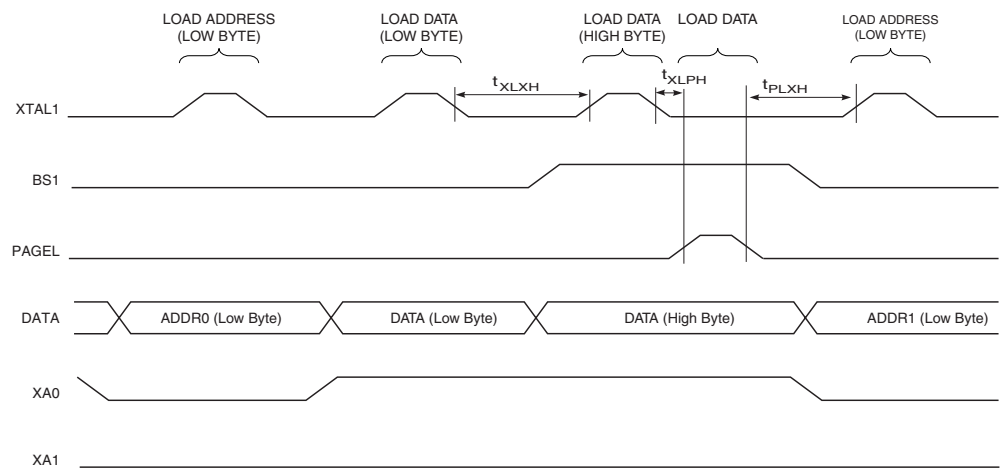 LOAD ADDRESS
(LOW BYTE)
LOAD DATA
(LOW BYTE)
LOAD DATA
(HIGH BYTE)
LOAD DATA
LOAD ADDRESS
(LOW BYTE)
XTAL1
tXLXH
tXLPH
tPLXH
BS1
PAGEL
DATA
ADDR0 (Low Byte)
DATA (Low Byte)
DATA (High Byte)
ADDR1 (Low Byte)
XA0
XA1